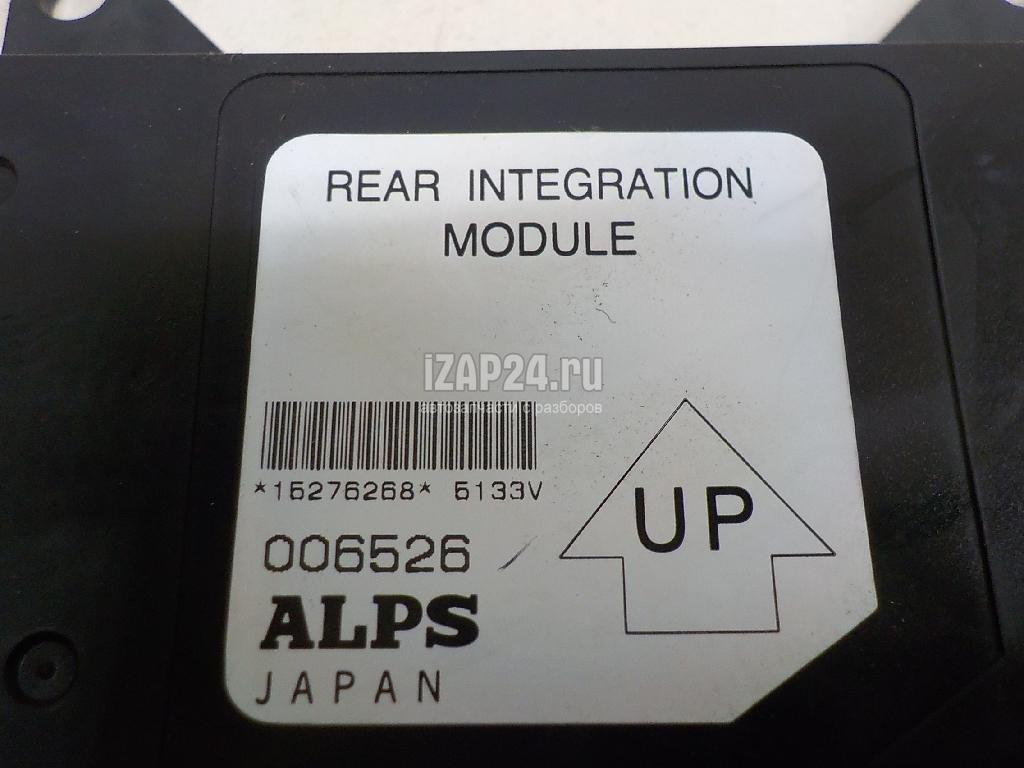 REAR INTEGRATION
MODULE
iZAP24.ru
автозапчасти с разборов
*15276268* 5133V
006526
UP
ALPS
JAPAN